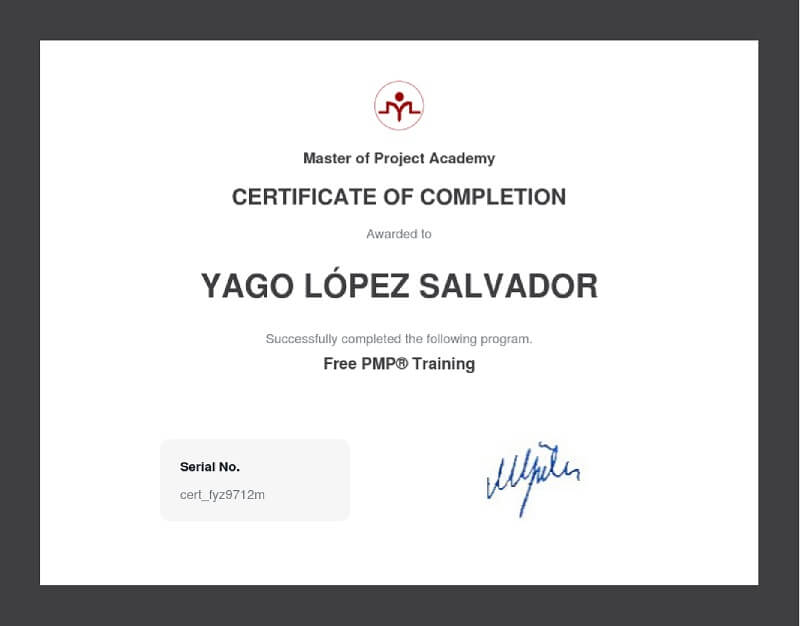 Master of Project Academy
CERTIFICATE OF COMPLETION
Awarded to
YAGO LÓPEZ SALVADOR
Successfully completed the following program.
Free PMP® Training
Serial No.
cert_fyz9712m